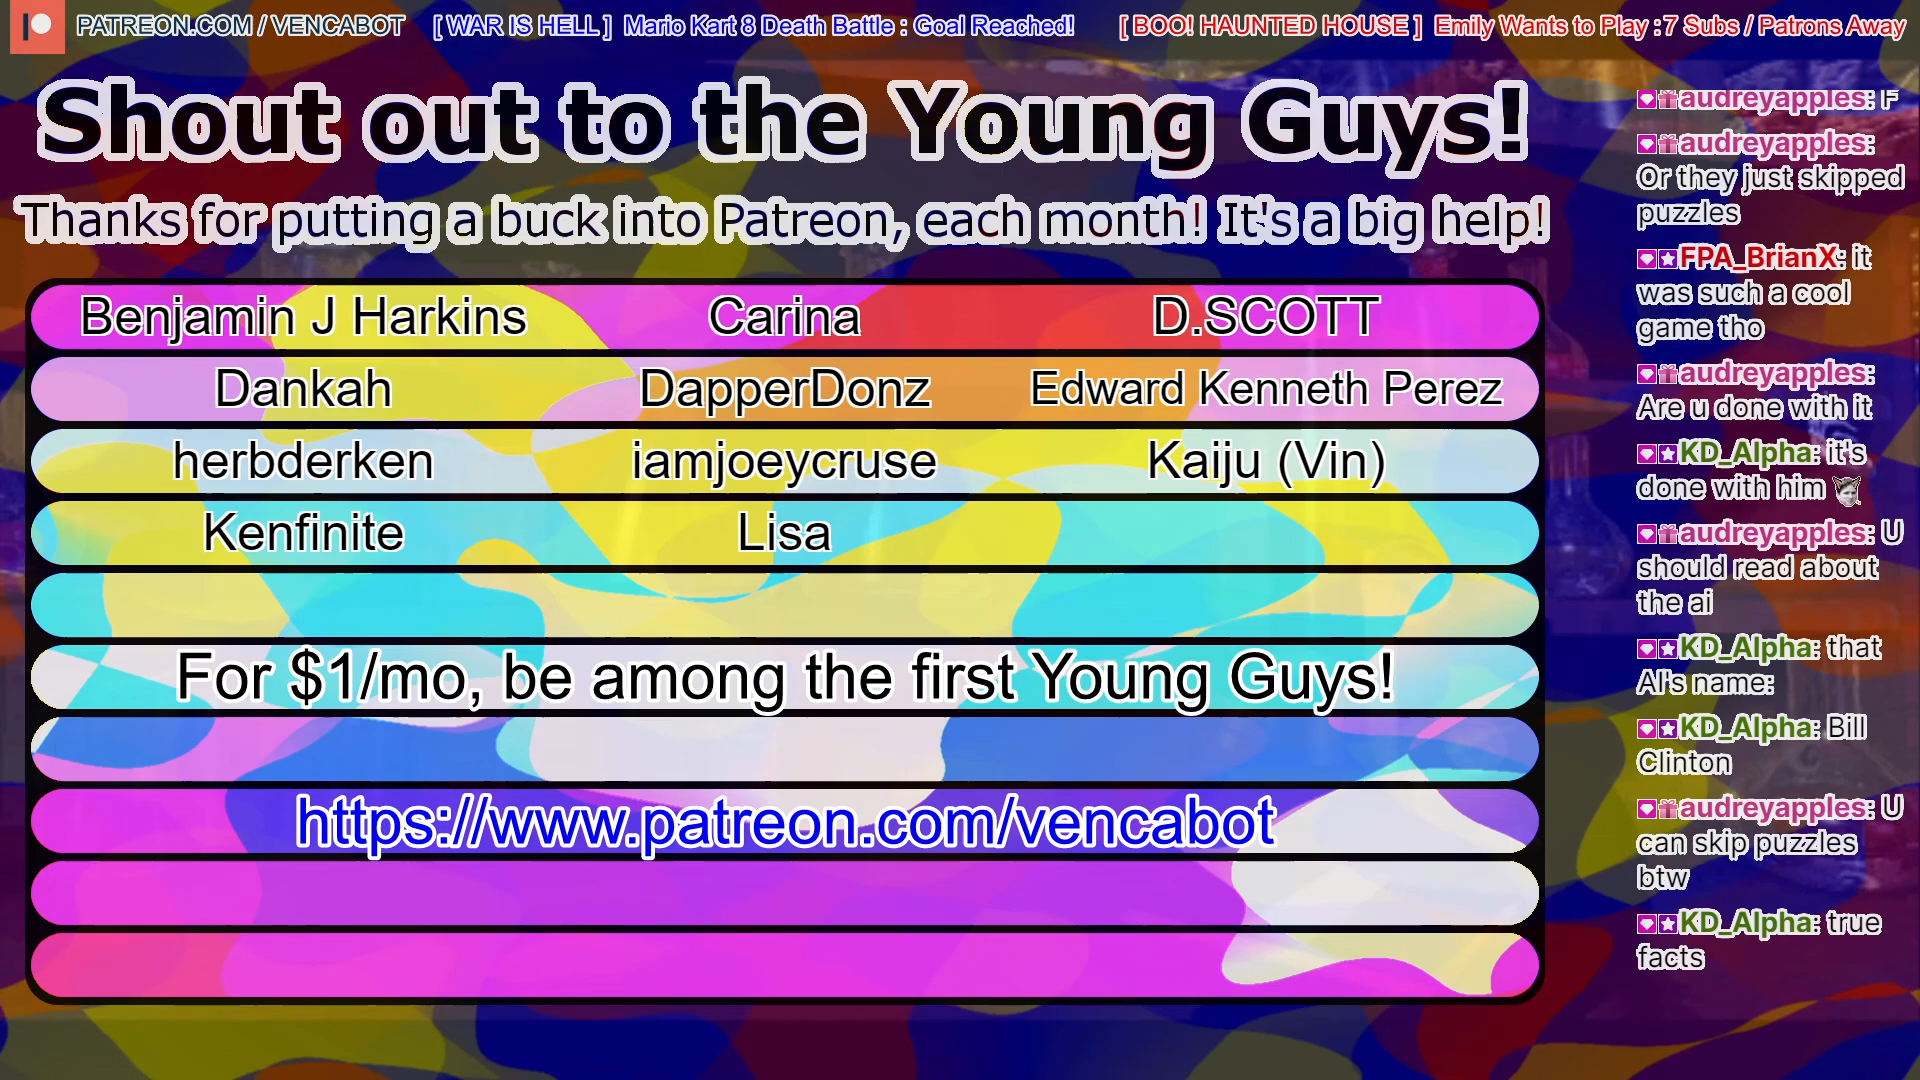 PATREON.COM / VENCABOT [ WAR IS HELL ] Mario Kart 8 Death Battle : Goal Reached! [ BOO! HAUNTED HOUSE ] Emily Wants to Play : 7 Subs / Patrons Away
Shout out to the Young Guys!
Thanks for putting a buck into Patreon, each month! It's a big help!
Benjamin J Harkins Carina D.SCOTT
Dankah DapperDonz Edward Kenneth Perez
herbderken iamjoeycruse Kaiju (Vin)
Kenfinite Lisa
For $1/mo, be among the first Young Guys!
https://www.patreon.com/vencabot
audreyapples: F
audreyapples:
Or they just skipped
puzzles
FPA_BrianX: it
was such a cool
game tho
audreyapples:
Are u done with it
KD_Alpha: it's
done with him
audreyapples: U
should read about
the ai
KD_Alpha: that
AI's name:
KD_Alpha: Bill
Clinton
audreyapples: U
can skip puzzles
btw
KD_Alpha: true
facts